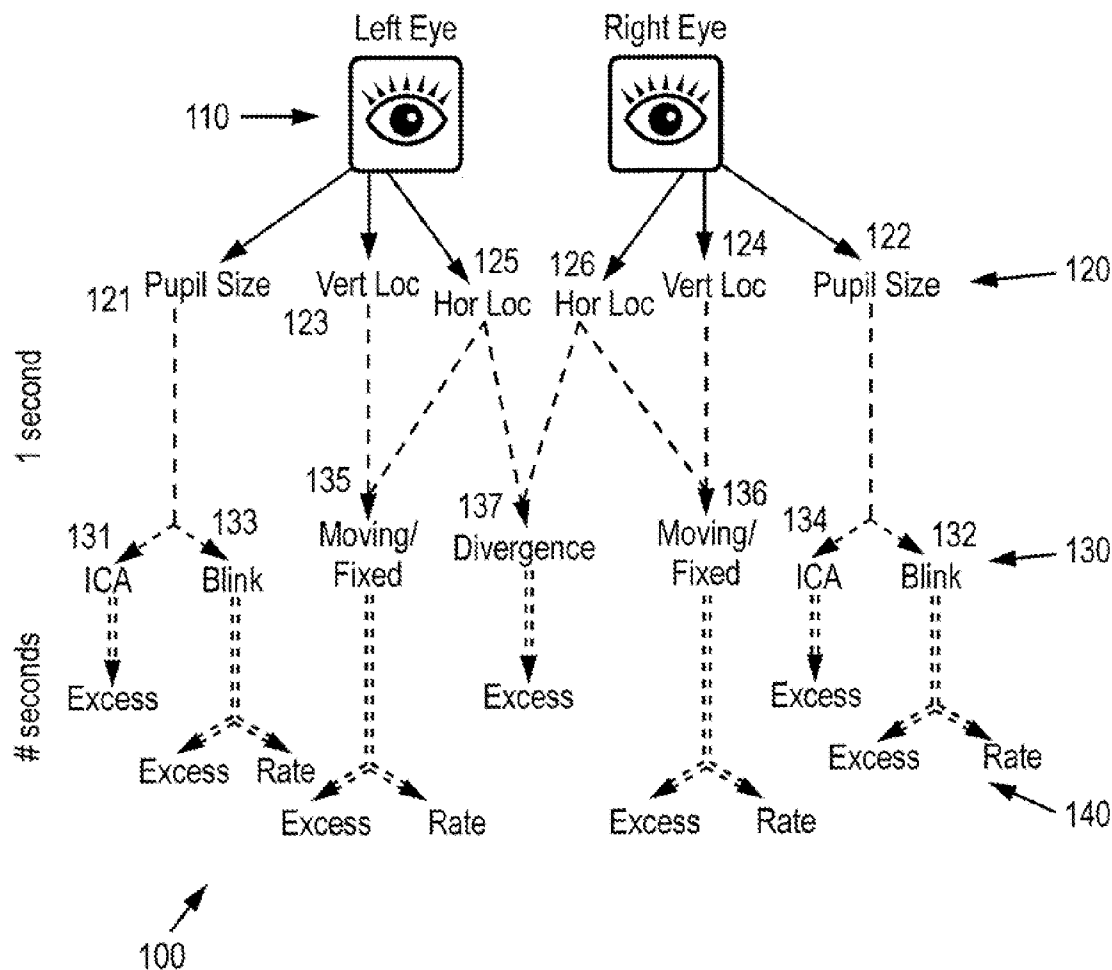 Left Eye
Right Eye
110
121
Pupil Size
Vert Loc
123
125
Hor Loc
126
Hor Loc
124
Vert Loc
122
Pupil Size
120
1 second
131
ICA
133
Blink
135
Moving/
Fixed
137
Divergence
136
Moving/
Fixed
134
ICA
132
Blink
130
# seconds
Excess
Excess
Rate
Excess
Rate
Excess
Excess
Rate
Excess
Excess
Rate
140
100